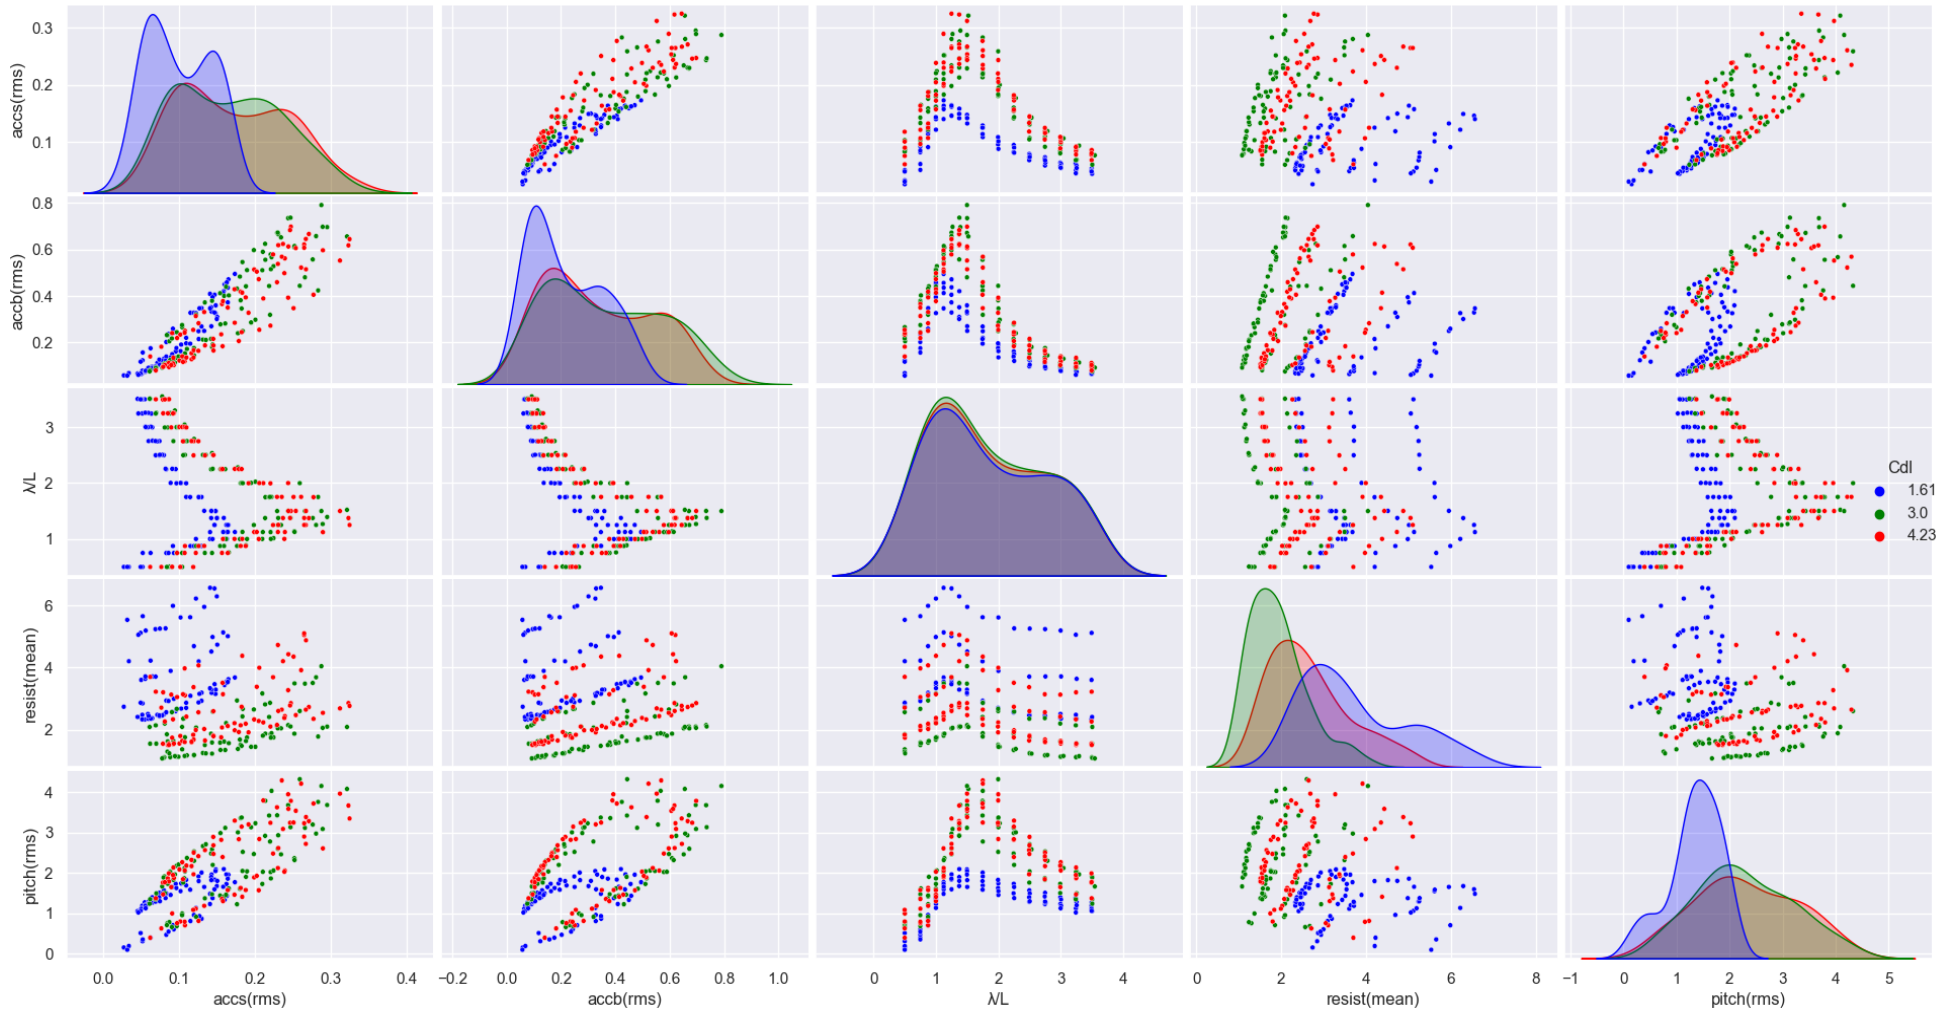 accs(rms)
0.3
0.2
0.1
accb(rms)
0.8
0.6
0.4
0.2
λ/L
3
2
1
Cdl
1.61
3.0
4.23
resist(mean)
6
4
2
pitch(rms)
4
3
2
1
0
0.0 0.1 0.2 0.3 0.4
accs(rms)
−0.2 0.0 0.2 0.4 0.6 0.8 1.0
accb(rms)
0 1 2 3 4
λ/L
0 2 4 6 8
resist(mean)
−1 0 1 2 3 4 5
pitch(rms)